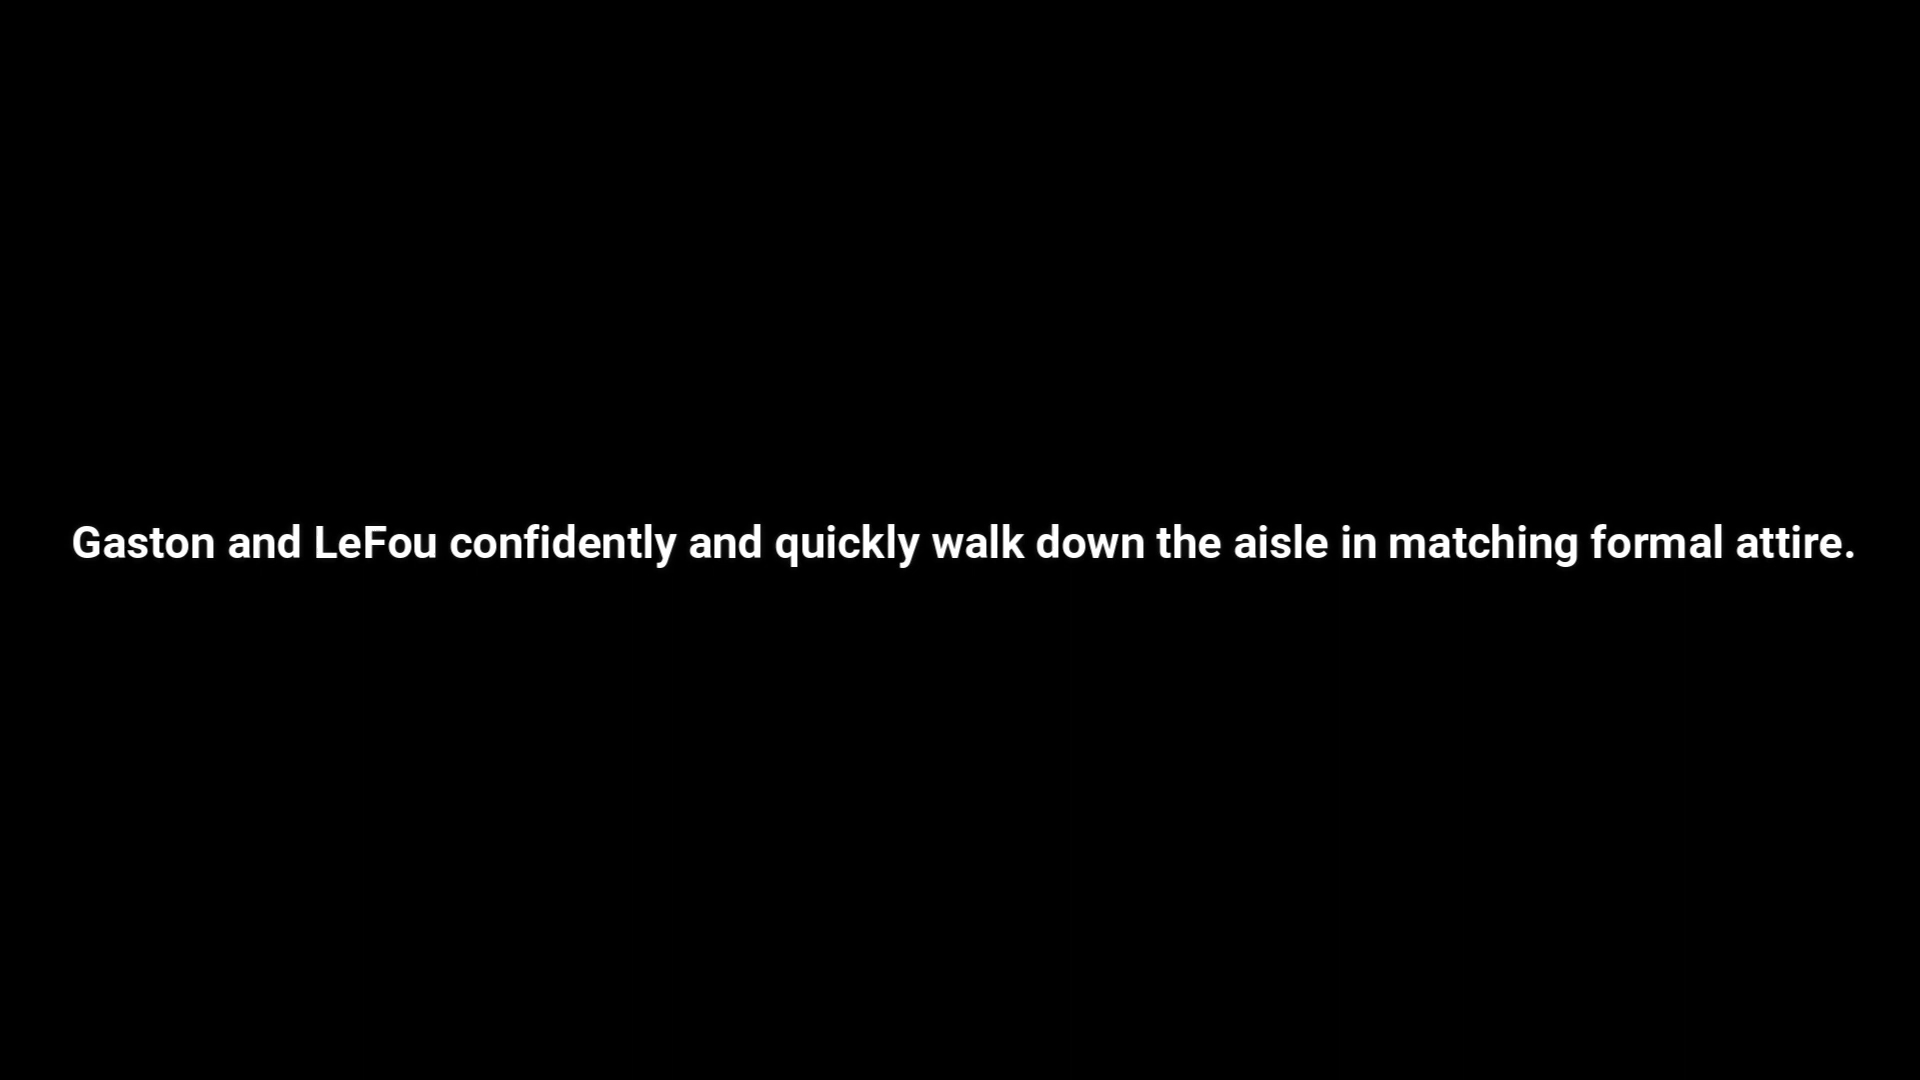 Gaston and LeFou confidently and quickly walk down the aisle in matching formal attire.